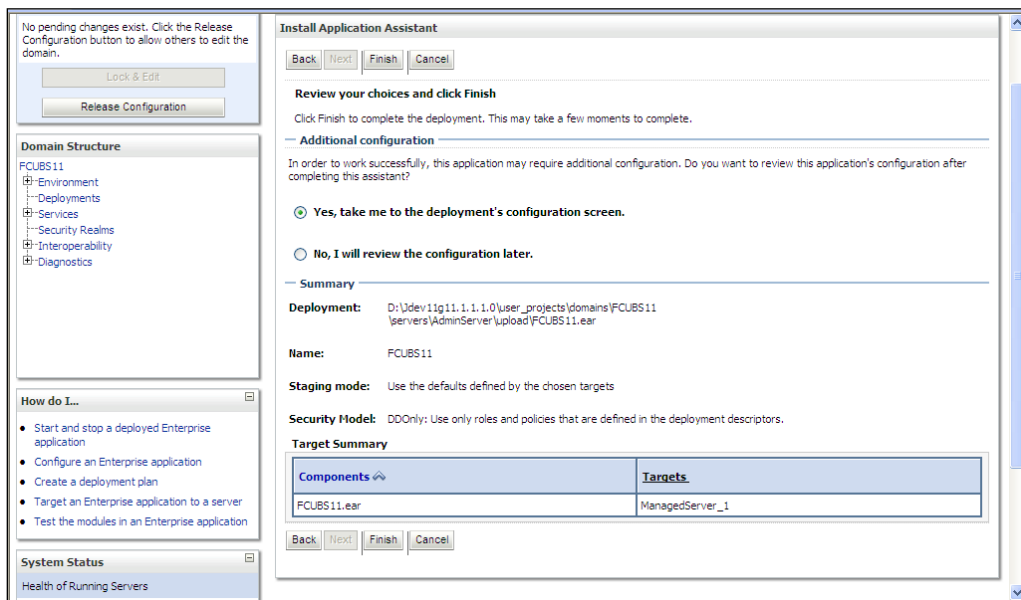 No pending changes exist. Click the Release
Configuration button to allow others to edit the
domain.
Lock & Edit
Release Configuration
Domain Structure
FCUBS11
Environment
Deployments
Services
Security Realms
Interoperability
Diagnostics
How do I...
Start and stop a deployed Enterprise
application
Configure an Enterprise application
Create a deployment plan
Target an Enterprise application to a server
Test the modules in an Enterprise application
System Status
Health of Running Servers
Install Application Assistant
Back Next Finish Cancel
Review your choices and click Finish
Click Finish to complete the deployment. This may take a few moments to complete.
Additional configuration
In order to work successfully, this application may require additional configuration. Do you want to review this application's configuration after
completing this assistant?
Yes, take me to the deployment's configuration screen.
No, I will review the configuration later.
Summary
Deployment: D:\Jdev11g11.1.1.1.0\user_projects\domains\FCUBS11
\servers\AdminServer\upload\FCUBS11.ear
Name: FCUBS11
Staging mode: Use the defaults defined by the chosen targets
Security Model: DDOnly: Use only roles and policies that are defined in the deployment descriptors.
Target Summary
Components Targets
FCUBS11.ear ManagedServer_1
Back Next Finish Cancel